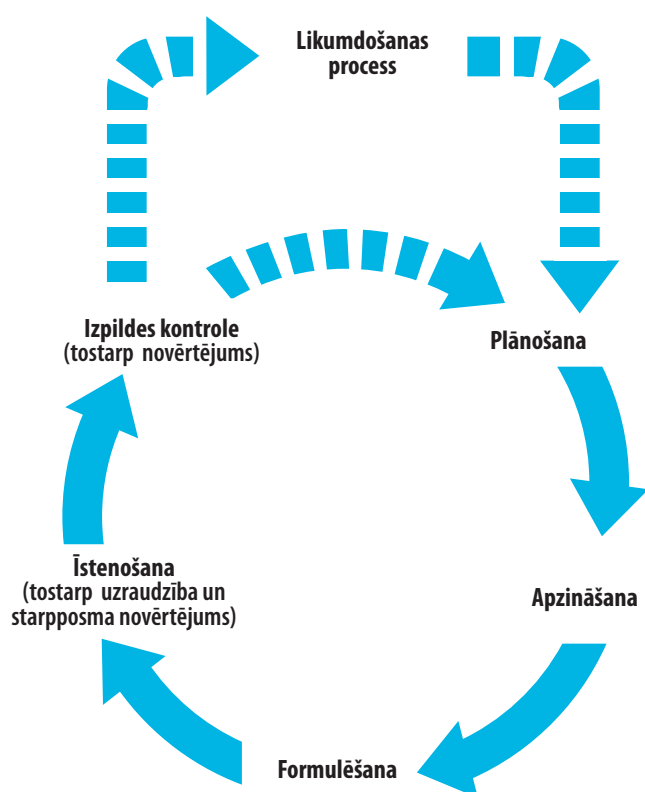 Likumdošanas
process
Izpildes kontrole
(tostarp novērtējums)
Plānošana
Īstenošana
(tostarp uzraudzība un
starpposma novērtējums)
Apzināšana
Formulēšana